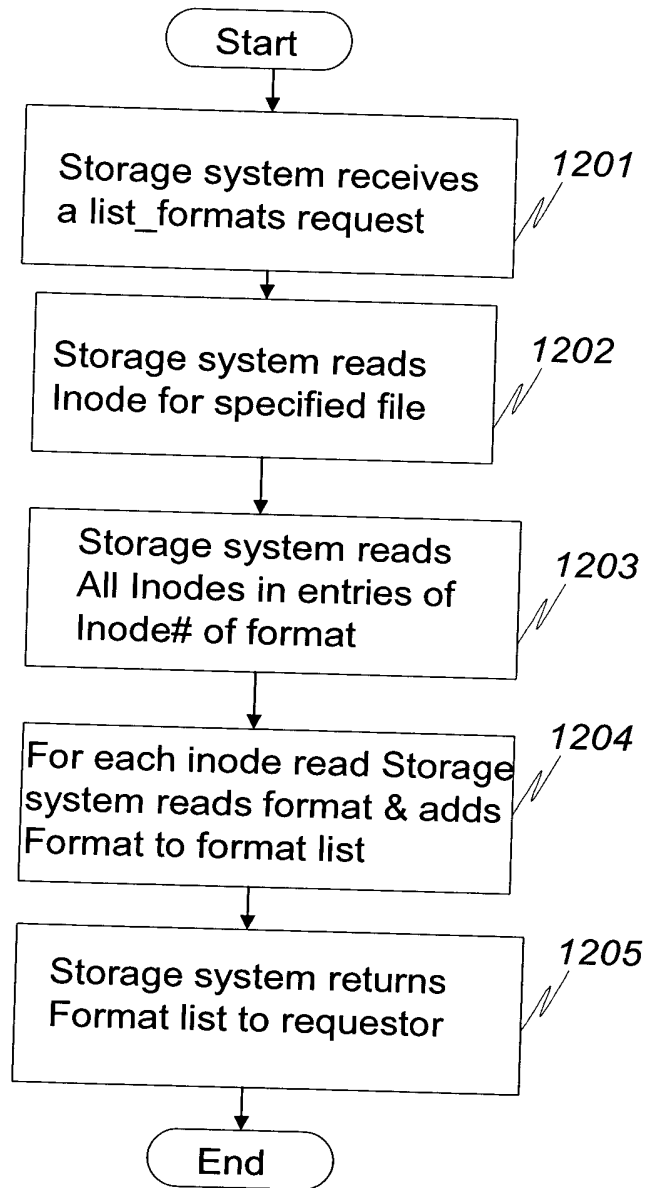 Start
Storage system receives
a list_formats request
1201
Storage system reads
Inode for specified file
1202
Storage system reads
All Inodes in entries of
Inode# of format
1203
For each inode read Storage
system reads format & adds
Format to format list
1204
Storage system returns
Format list to requestor
1205
End